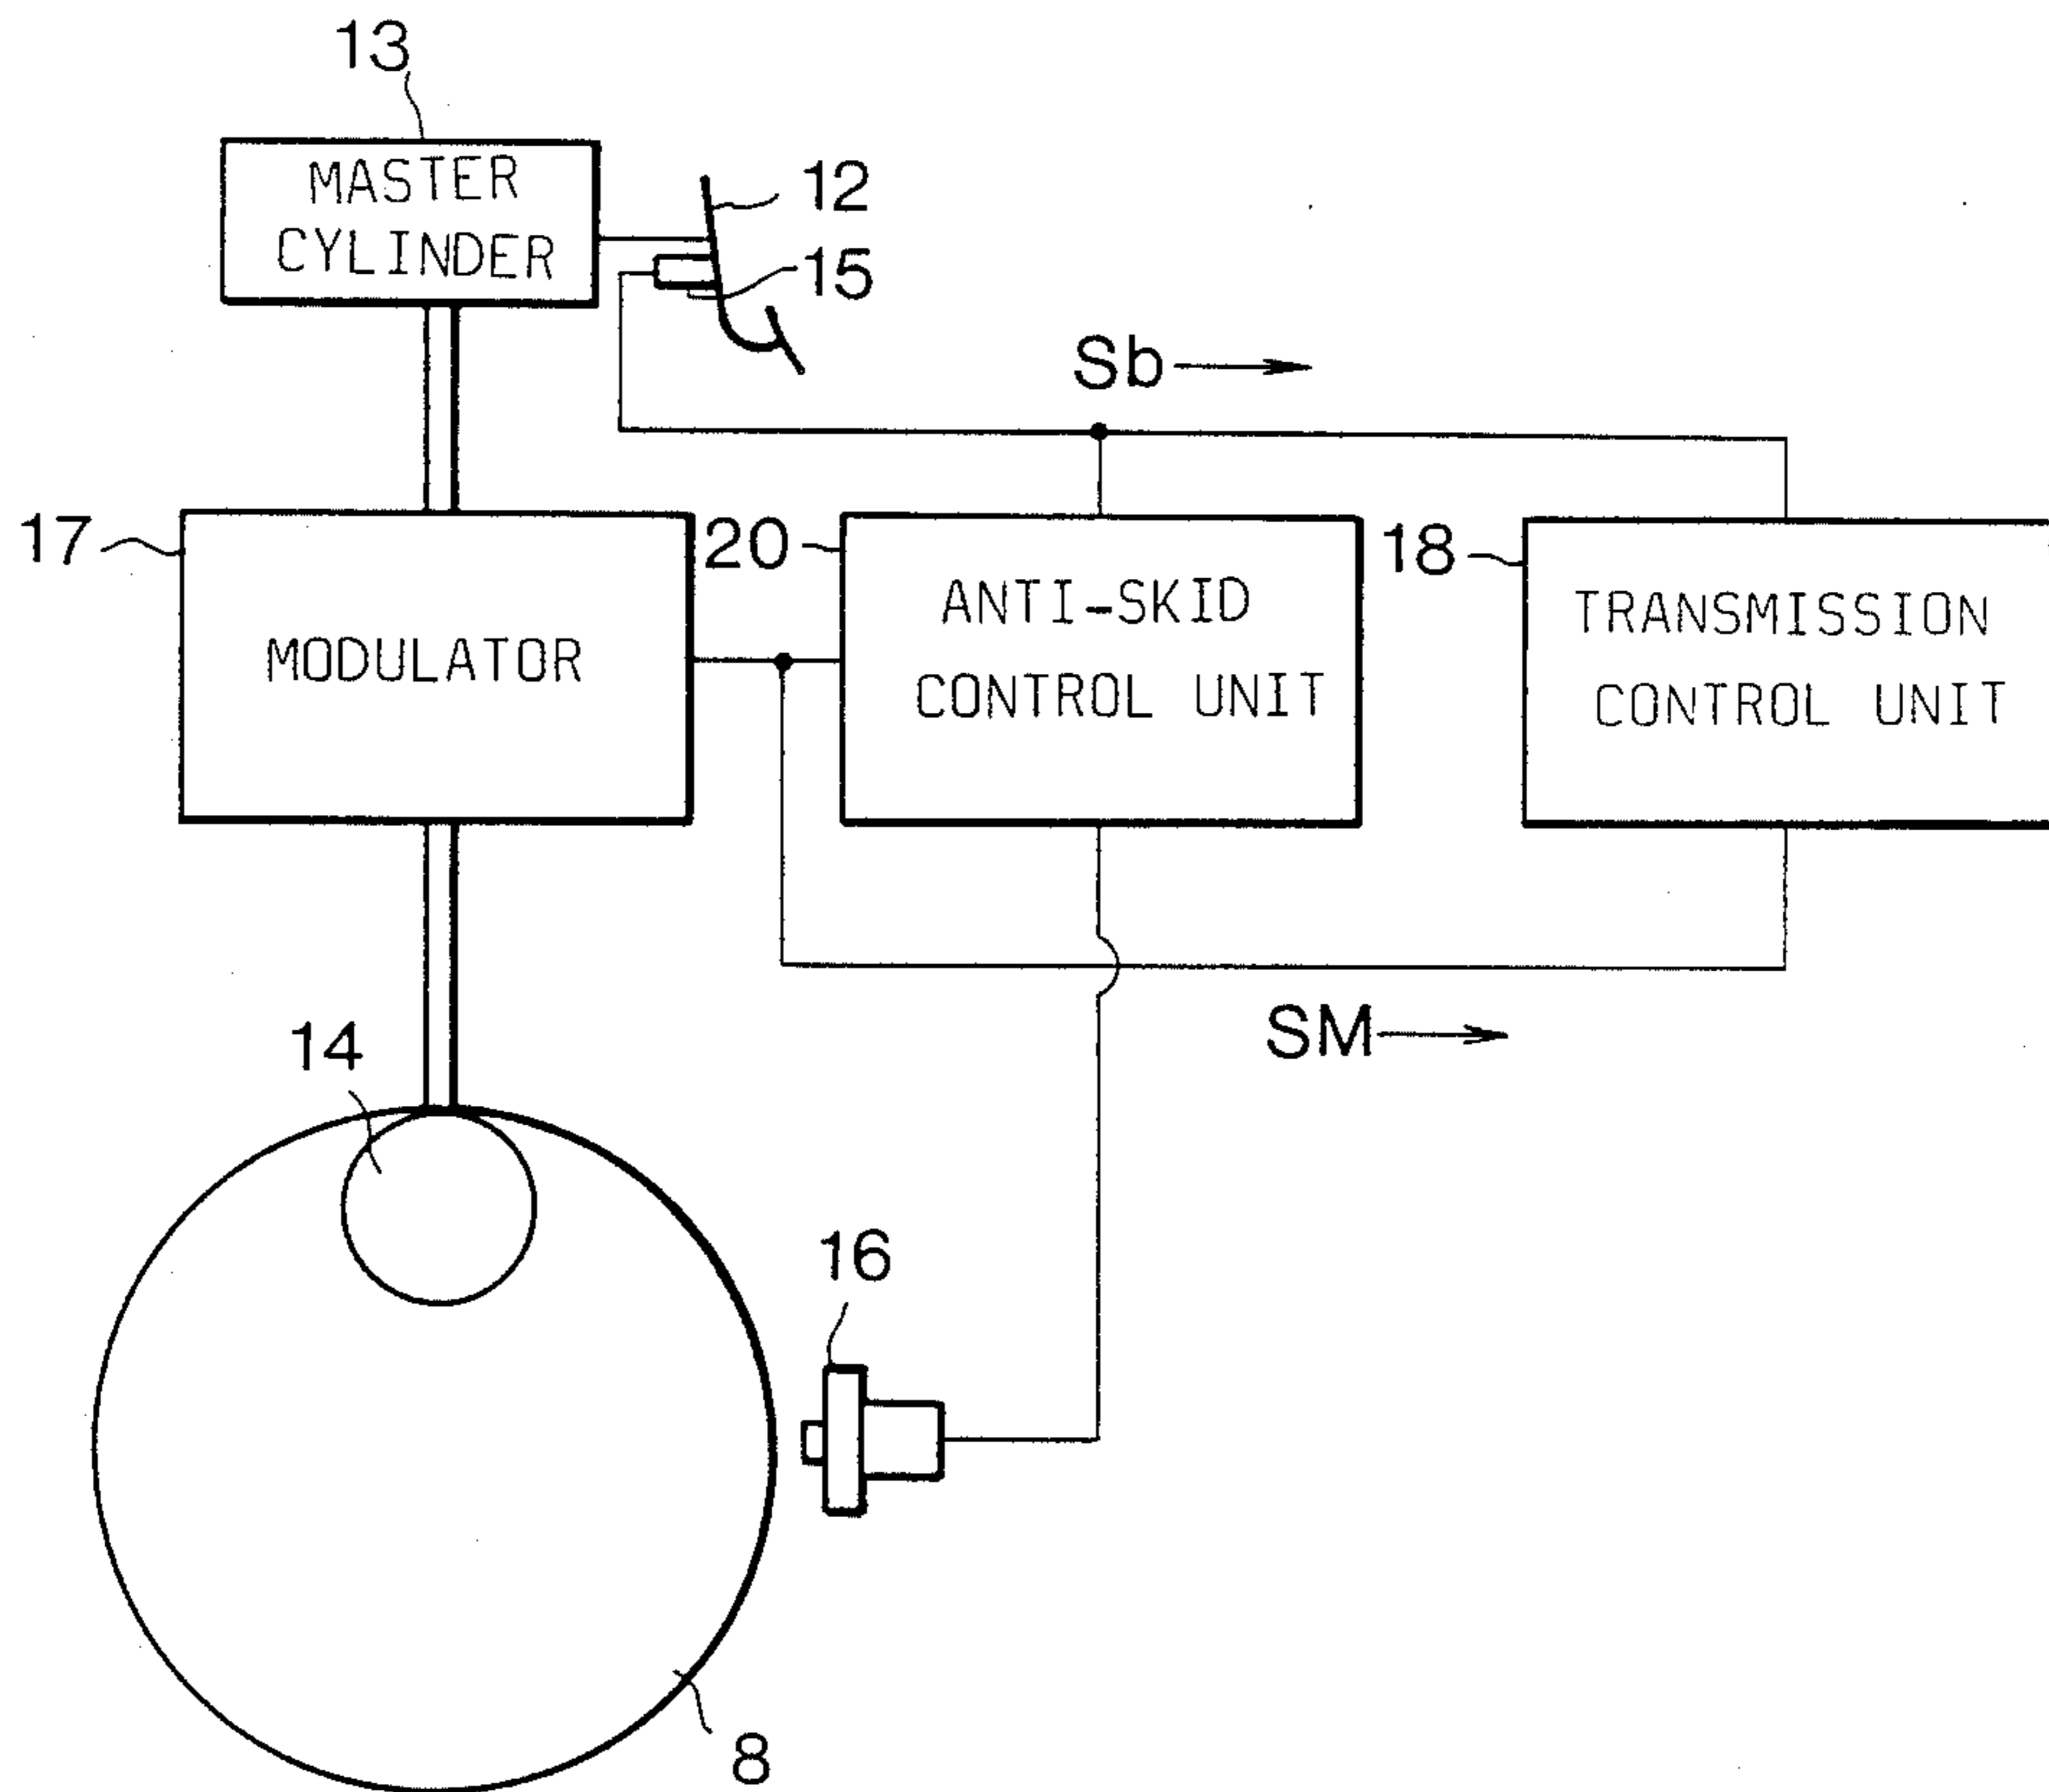 13
MASTER
CYLINDER
12
15
Sb
17
MODULATOR
20
ANTI-SKID
CONTROL UNIT
18
TRANSMISSION
CONTROL UNIT
SM
14
16
8